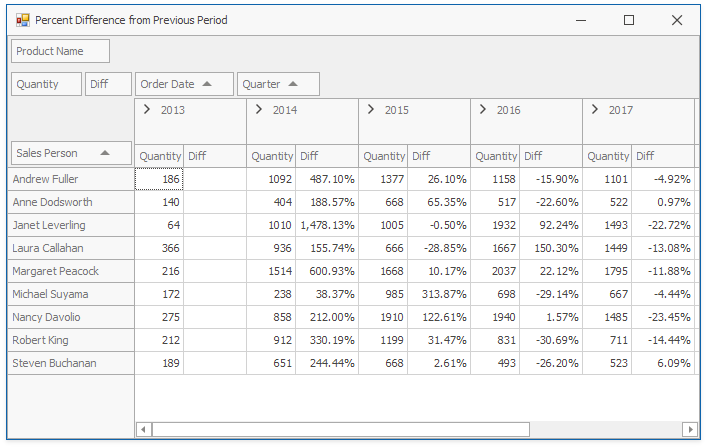 Percent Difference from Previous Period
Product Name
Quantity Diff Order Date Quarter
2013 2014 2015 2016 2017
Sales Person Quantity Diff Quantity Diff Quantity Diff Quantity Diff Quantity Diff
Andrew Fuller 186 1092 487.10% 1377 26.10% 1158 -15.90% 1101 -4.92%
Anne Dodsworth 140 404 188.57% 668 65.35% 517 -22.60% 522 0.97%
Janet Leverling 64 1010 1,478.13% 1005 -0.50% 1932 92.24% 1493 -22.72%
Laura Callahan 366 936 155.74% 666 -28.85% 1667 150.30% 1449 -13.08%
Margaret Peacock 216 1514 600.93% 1668 10.17% 2037 22.12% 1795 -11.88%
Michael Suyama 172 238 38.37% 985 313.87% 698 -29.14% 667 -4.44%
Nancy Davolio 275 858 212.00% 1910 122.61% 1940 1.57% 1485 -23.45%
Robert King 212 912 330.19% 1199 31.47% 831 -30.69% 711 -14.44%
Steven Buchanan 189 651 244.44% 668 2.61% 493 -26.20% 523 6.09%